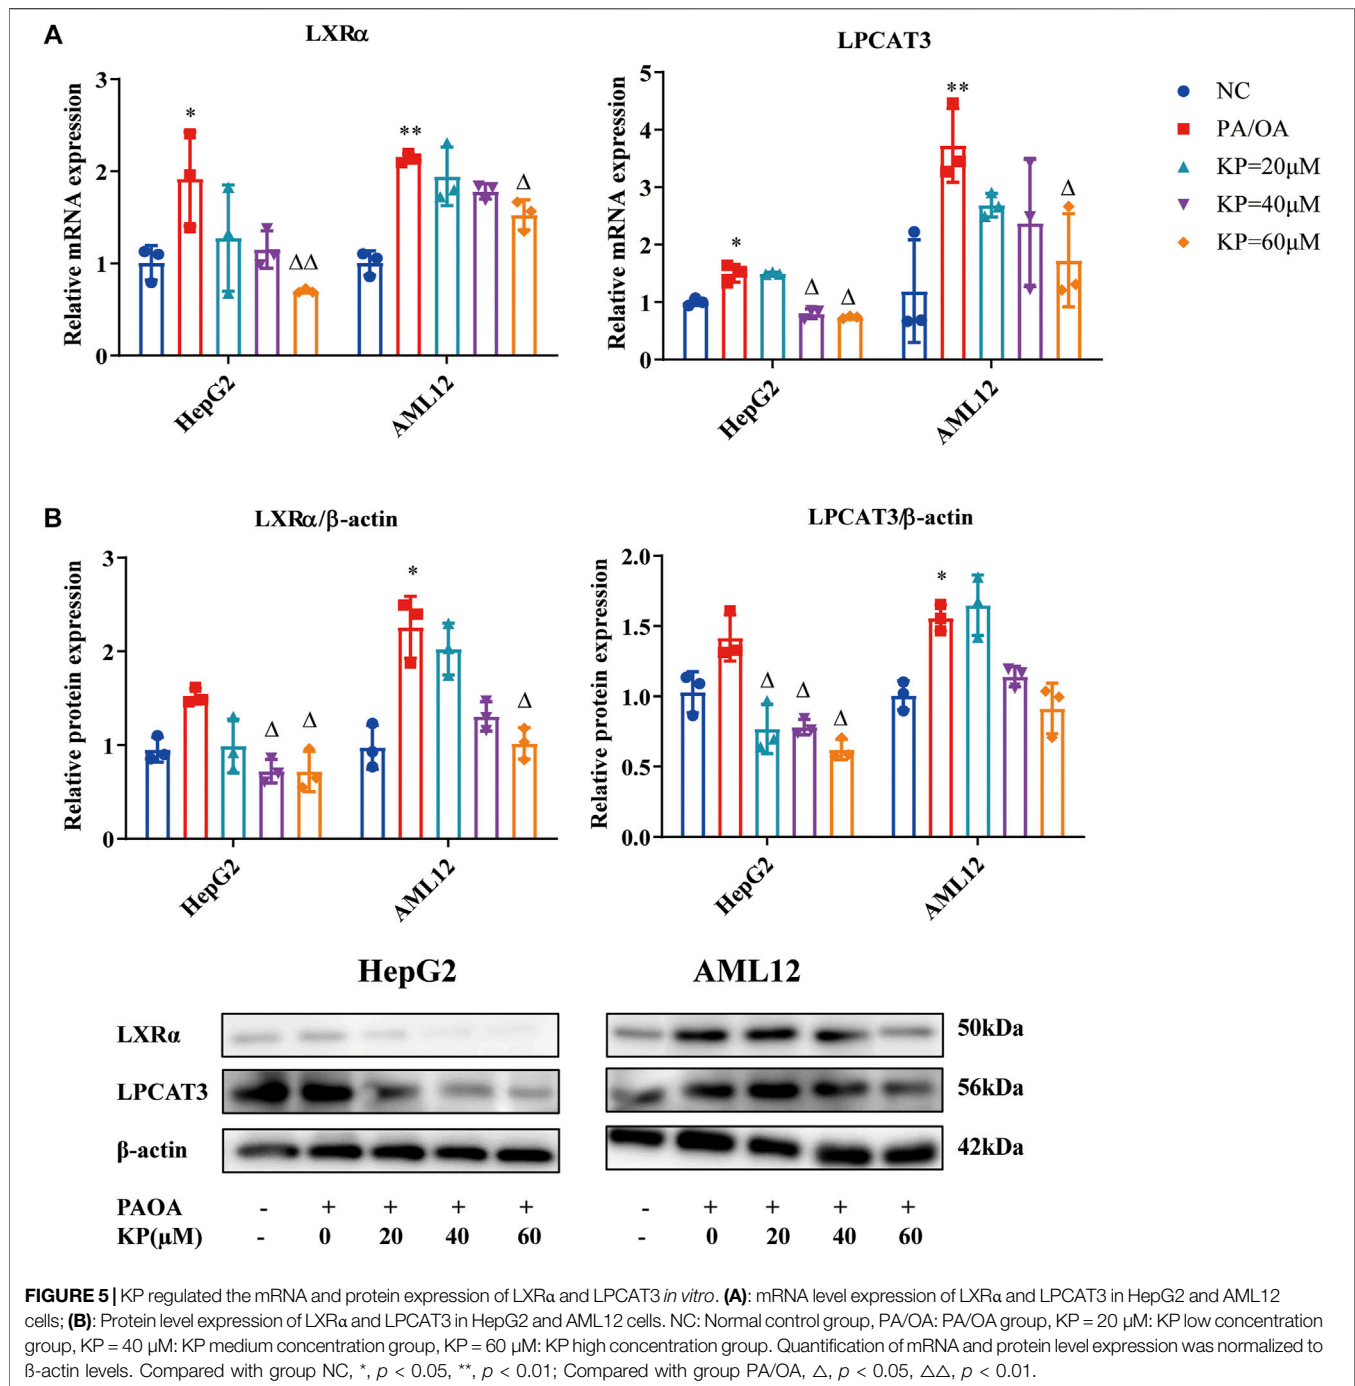 A
LXRα
Relative mRNA expression
3
2
1
0
*
ΔΔ
**
Δ
HepG2
AML12
LPCAT3
Relative mRNA expression
5
4
3
2
1
0
*
Δ
Δ
**
Δ
HepG2
AML12
NC
PA/OA
KP=20μM
KP=40μM
KP=60μM
B
LXRα/β-actin
Relative protein expression
3
2
1
0
Δ
Δ
*
Δ
HepG2
AML12
LPCAT3/β-actin
Relative protein expression
2.0
1.5
1.0
0.5
0.0
Δ
Δ
Δ
*
HepG2
AML12
HepG2 AML12
LXRα 50kDa
LPCAT3 56kDa
β-actin 42kDa
PAOA - + + + + - + + + +
KP(μM) - 0 20 40 60 - 0 20 40 60
FIGURE 5 | KP regulated the mRNA and protein expression of LXRα and LPCAT3 in vitro. (A): mRNA level expression of LXRα and LPCAT3 in HepG2 and AML12
cells; (B): Protein level expression of LXRα and LPCAT3 in HepG2 and AML12 cells. NC: Normal control group, PA/OA: PA/OA group, KP = 20 μM: KP low concentration
group, KP = 40 μM: KP medium concentration group, KP = 60 μM: KP high concentration group. Quantification of mRNA and protein level expression was normalized to
ß-actin levels. Compared with group NC, *, p < 0.05, **, p < 0.01; Compared with group PA/OA, △, p < 0.05, △△, p < 0.01.